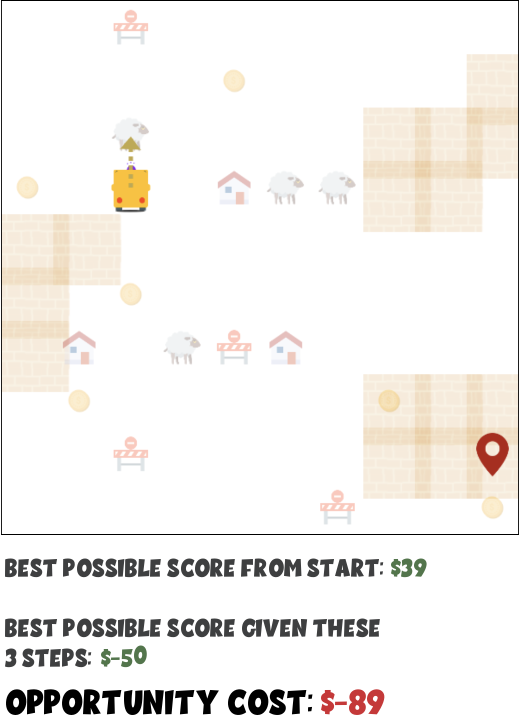 BEST POSSIBLE SCORE FROM START: $39
BEST POSSIBLE SCORE GIVEN THESE
3 STEPS: $-50
OPPORTUNITY COST: $-89